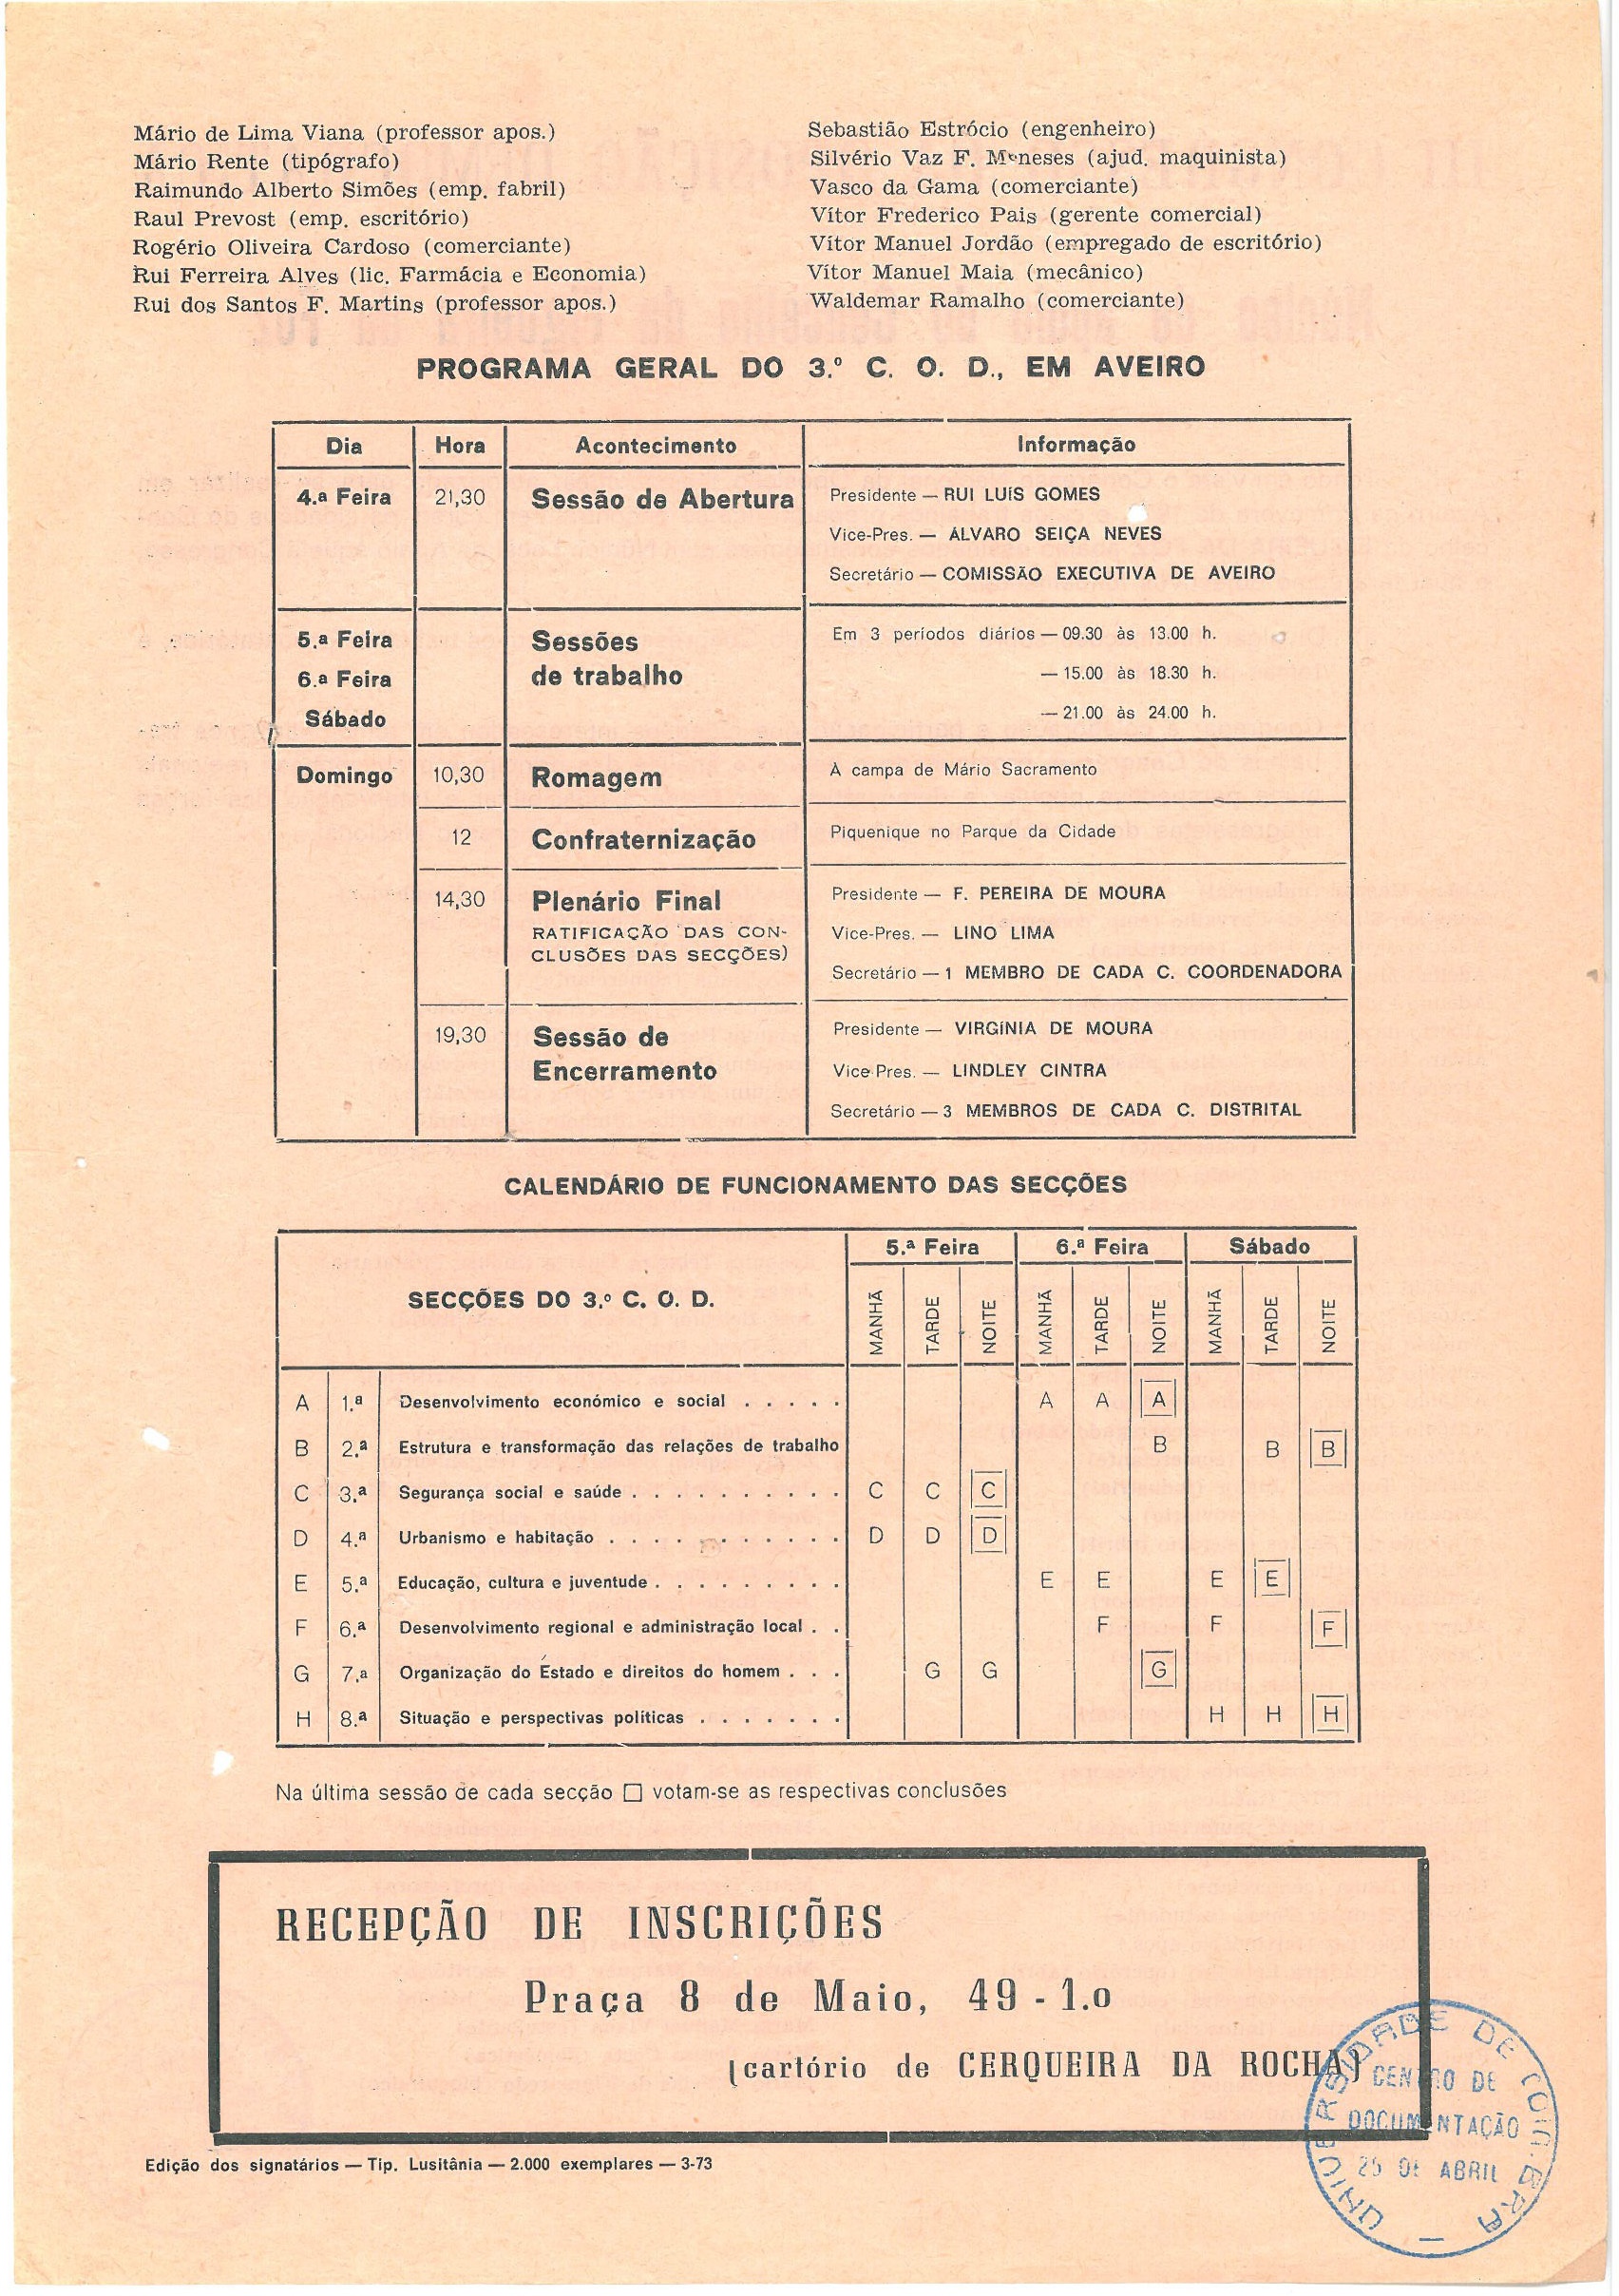 Mário de Lima Viana (professor apos.)
Mário Rente (tipógrafo)
Raimundo Alberto Simões (emp. fabril)
Raul Prevost (emp. escritório)
Rogério Oliveira Cardoso (comerciante)
Rui Ferreira Alves (lic. Farmácia e Economia)
Rui dos Santos F. Martins (professor apos.)
Sebastião Estrócio (engenheiro)
Silvério Vaz F. Meneses (ajud. maquinista)
Vasco da Gama (comerciante)
Vítor Frederico Pais (gerente comercial)
Vítor Manuel Jordão (empregado de escritório)
Vítor Manuel Maia (mecânico)
Waldemar Ramalho (comerciante)
PROGRAMA GERAL DO 3.º C. O. D., EM AVEIRO
Dia Hora Acontecimento Informação
4.ª Feira 21,30 Sessão de Abertura Presidente — RUI LUÍS GOMES
Vice-Pres. — ÁLVARO SEIÇA NEVES
Secretário — COMISSÃO EXECUTIVA DE AVEIRO
5.ª Feira Sessões Em 3 períodos diários — 09.30 às 13.00 h.
6.ª Feira de trabalho — 15.00 às 18.30 h.
Sábado — 21.00 às 24.00 h.
Domingo 10,30 Romagem À campa de Mário Sacramento
12 Confraternização Piquenique no Parque da Cidade
14,30 Plenário Final Presidente — F. PEREIRA DE MOURA
RATIFICAÇÃO DAS CON- Vice-Pres. — LINO LIMA
CLUSÕES DAS SECÇÕES) Secretário — 1 MEMBRO DE CADA C. COORDENADORA
19,30 Sessão de Presidente — VIRGÍNIA DE MOURA
Encerramento Vice-Pres. — LINDLEY CINTRA
Secretário — 3 MEMBROS DE CADA C. DISTRITAL
CALENDÁRIO DE FUNCIONAMENTO DAS SECÇÕES
SECÇÕES DO 3.º C. O. D. 5.ª Feira 6.ª Feira Sábado
MANHÃ TARDE NOITE MANHÃ TARDE NOITE MANHÃ TARDE NOITE
A 1.ª Desenvolvimento económico e social . . . . . A A A
B 2.ª Estrutura e transformação das relações de trabalho B B B
C 3.ª Segurança social e saúde . . . . . . . . . . C C C
D 4.ª Urbanismo e habitação . . . . . . . . . . . D D D
E 5.ª Educação, cultura e juventude . . . . . . . . . E E E E
F 6.ª Desenvolvimento regional e administração local . . F F F
G 7.ª Organização do Estado e direitos do homem . . . G G G
H 8.ª Situação e perspectivas políticas . . . . . . . H H H
Na última sessão de cada secção □ votam-se as respectivas conclusões
RECEPÇÃO DE INSCRIÇÕES
Praça 8 de Maio, 49 - 1.o
(cartório de CERQUEIRA DA ROCHA)
Edição dos signatários — Tip. Lusitânia — 2.000 exemplares — 3-73
UNIVERSIDADE DE COIMBRA —
CENTRO DE
DOCUMENTAÇÃO
25 DE ABRIL